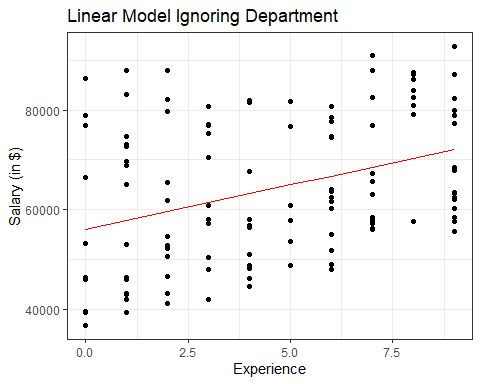 Linear Model Ignoring Department
Salary (in $)
80000
60000
40000
0.0 2.5 5.0 7.5
Experience